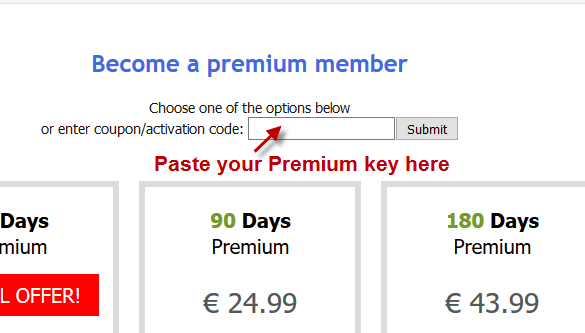 Become a premium member
Choose one of the options below
or enter coupon/activation code: Submit
Paste your Premium key here
Days
90 Days
180 Days
mium
Premium
Premium
L OFFER!
€ 24.99
€ 43.99